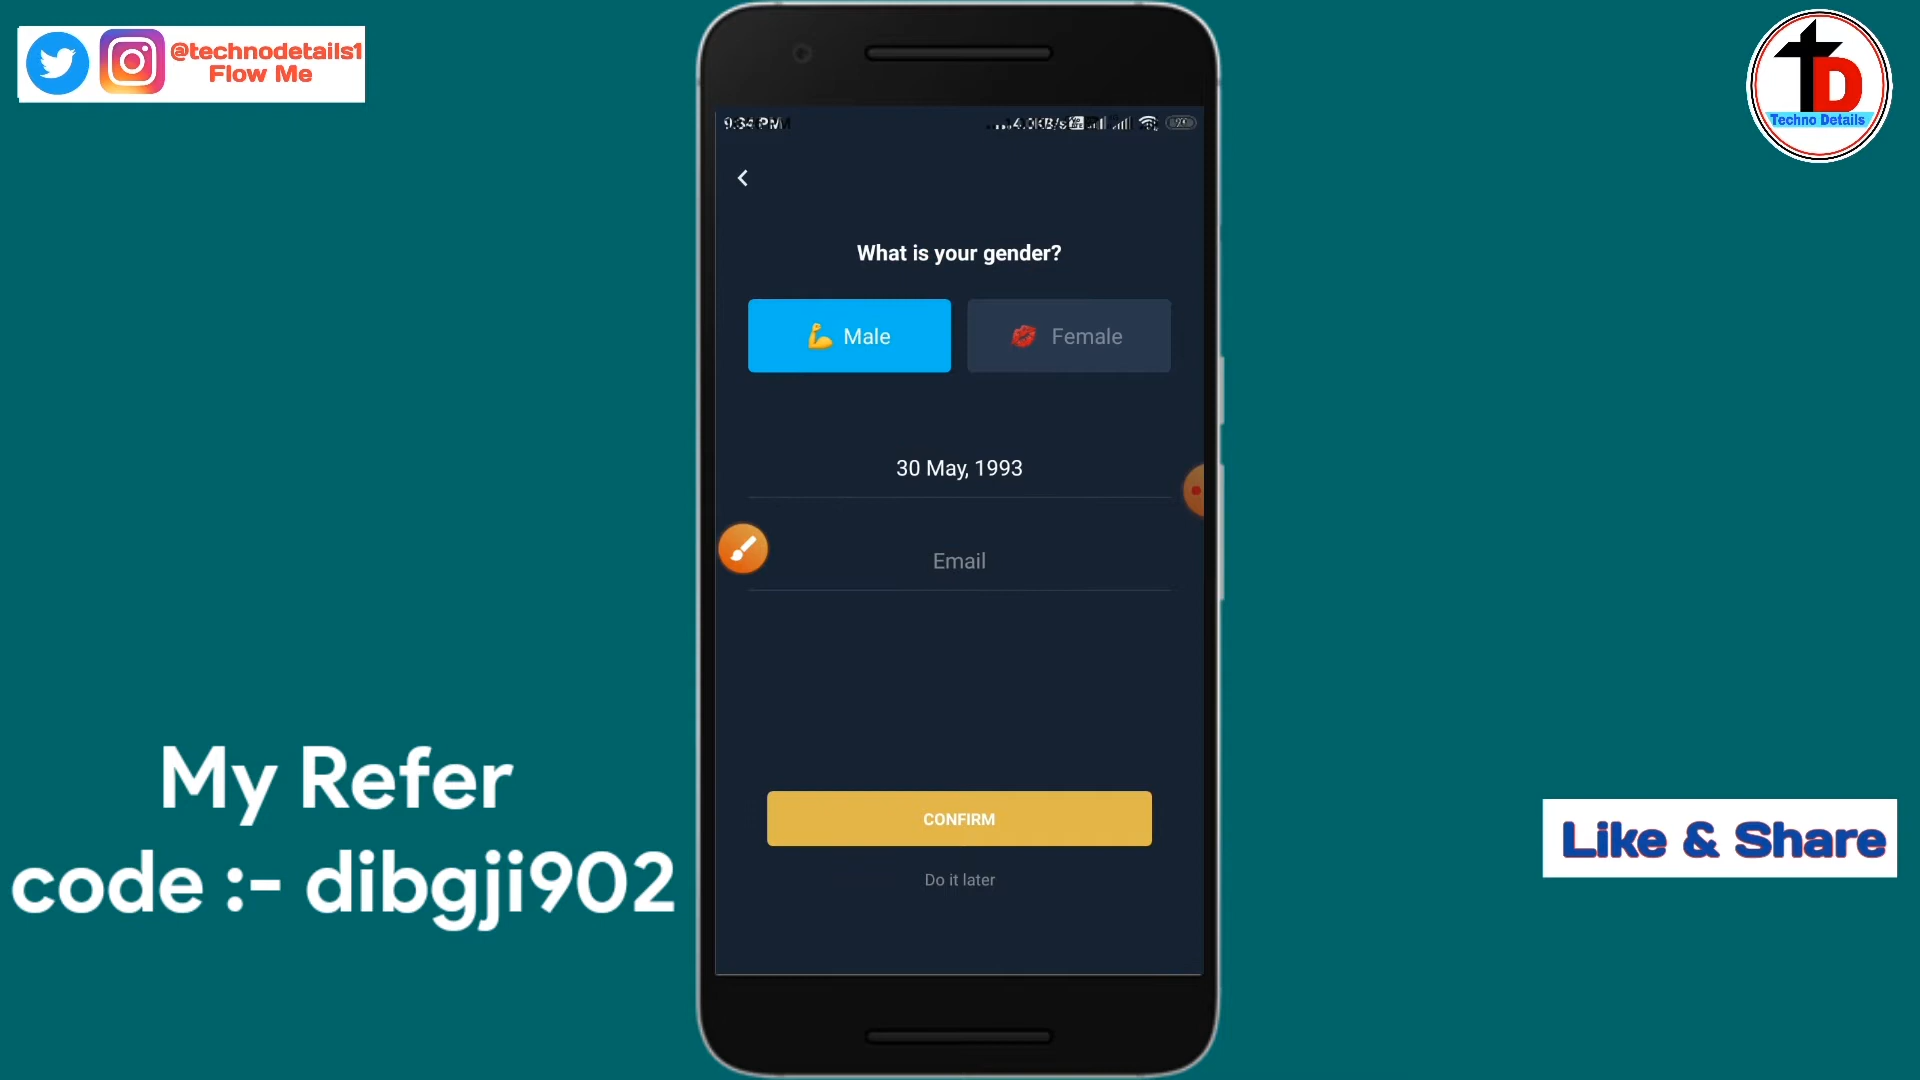 @technodetails1
Flow Me
tD
Techno Details
9:34 PM
What is your gender?
Male
Female
30 May, 1993
Email
CONFIRM
Do it later
My Refer
code :- dibgji902
Like & Share